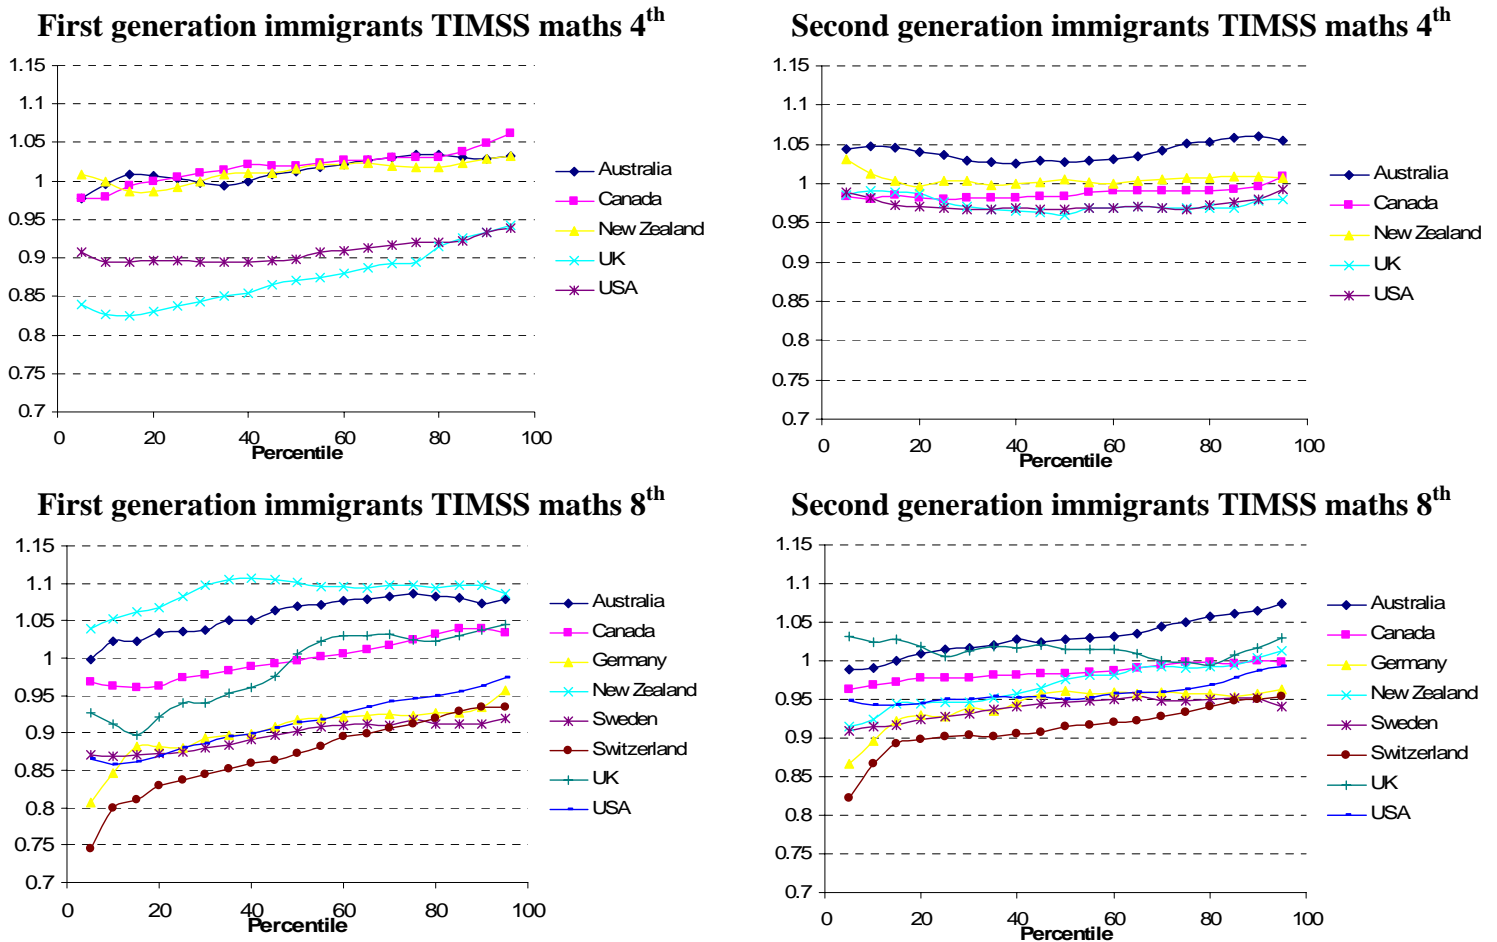 First generation immigrants TIMSS maths 4th
1.15
1.1
1.05
1
0.95
0.9
0.85
0.8
0.75
0.7
0 20 40 60 80 100
Percentile
Australia
Canada
New Zealand
UK
USA
Second generation immigrants TIMSS maths 4th
1.15
1.1
1.05
1
0.95
0.9
0.85
0.8
0.75
0.7
0 20 40 60 80 100
Percentile
Australia
Canada
New Zealand
UK
USA
First generation immigrants TIMSS maths 8th
1.15
1.1
1.05
1
0.95
0.9
0.85
0.8
0.75
0.7
0 20 40 60 80 100
Percentile
Australia
Canada
Germany
New Zealand
Sweden
Switzerland
UK
USA
Second generation immigrants TIMSS maths 8th
1.15
1.1
1.05
1
0.95
0.9
0.85
0.8
0.75
0.7
0 20 40 60 80 100
Percentile
Australia
Canada
Germany
New Zealand
Sweden
Switzerland
UK
USA